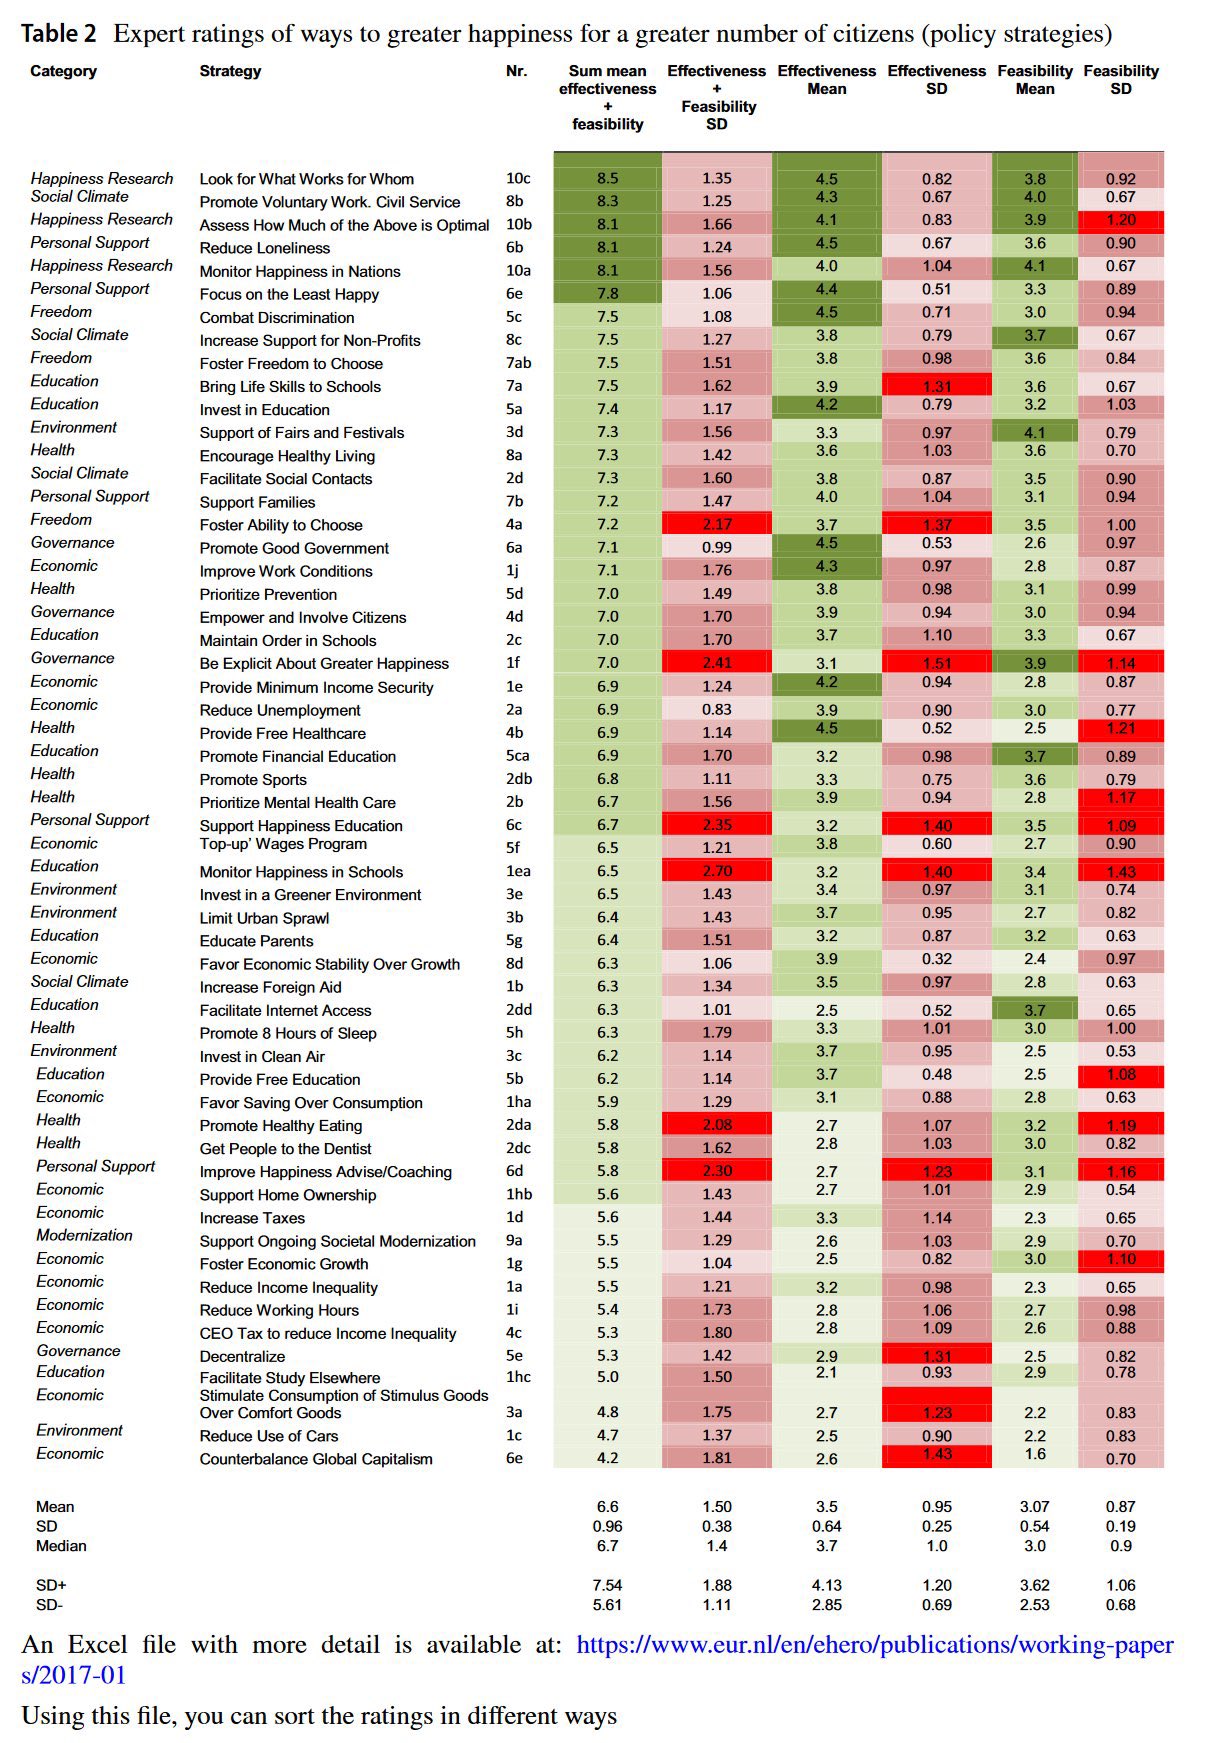 Table 2 Expert ratings of ways to greater happiness for a greater number of citizens (policy strategies)
Category Strategy Nr. Sum mean effectiveness + feasibility Effectiveness + Feasibility SD Effectiveness Mean Effectiveness SD Feasibility Mean Feasibility SD
Happiness Research Look for What Works for Whom 10c 8.5 1.35 4.5 0.82 3.8 0.92
Social Climate Promote Voluntary Work. Civil Service 8b 8.3 1.25 4.3 0.67 4.0 0.67
Happiness Research Assess How Much of the Above is Optimal 10b 8.1 1.66 4.1 0.83 3.9 1.20
Personal Support Reduce Loneliness 6b 8.1 1.24 4.5 0.67 3.6 0.90
Happiness Research Monitor Happiness in Nations 10a 8.1 1.56 4.0 1.04 4.1 0.67
Personal Support Focus on the Least Happy 6e 7.8 1.06 4.4 0.51 3.3 0.89
Freedom Combat Discrimination 5c 7.5 1.08 4.5 0.71 3.0 0.94
Social Climate Increase Support for Non-Profits 8c 7.5 1.27 3.8 0.79 3.7 0.67
Freedom Foster Freedom to Choose 7ab 7.5 1.51 3.8 0.98 3.6 0.84
Education Bring Life Skills to Schools 7a 7.5 1.62 3.9 1.31 3.6 0.67
Education Invest in Education 5a 7.4 1.17 4.2 0.79 3.2 1.03
Environment Support of Fairs and Festivals 3d 7.3 1.56 3.3 0.97 4.1 0.79
Health Encourage Healthy Living 8a 7.3 1.42 3.6 1.03 3.6 0.70
Social Climate Facilitate Social Contacts 2d 7.3 1.60 3.8 0.87 3.5 0.90
Personal Support Support Families 7b 7.2 1.47 4.0 1.04 3.1 0.94
Freedom Foster Ability to Choose 4a 7.2 2.17 3.7 1.37 3.5 1.00
Governance Promote Good Government 6a 7.1 0.99 4.5 0.53 2.6 0.97
Economic Improve Work Conditions 1j 7.1 1.76 4.3 0.97 2.8 0.87
Health Prioritize Prevention 5d 7.0 1.49 3.8 0.98 3.1 0.99
Governance Empower and Involve Citizens 4d 7.0 1.70 3.9 0.94 3.0 0.94
Education Maintain Order in Schools 2c 7.0 1.70 3.7 1.10 3.3 0.67
Governance Be Explicit About Greater Happiness 1f 7.0 2.41 3.1 1.51 3.9 1.14
Economic Provide Minimum Income Security 1e 6.9 1.24 4.2 0.94 2.8 0.87
Economic Reduce Unemployment 2a 6.9 0.83 3.9 0.90 3.0 0.77
Health Provide Free Healthcare 4b 6.9 1.14 4.5 0.52 2.5 1.21
Education Promote Financial Education 5ca 6.9 1.70 3.2 0.98 3.7 0.89
Health Promote Sports 2db 6.8 1.11 3.3 0.75 3.6 0.79
Health Prioritize Mental Health Care 2b 6.7 1.56 3.9 0.94 2.8 1.17
Personal Support Support Happiness Education 6c 6.7 2.35 3.2 1.40 3.5 1.09
Economic Top-up' Wages Program 5f 6.5 1.21 3.8 0.60 2.7 0.90
Education Monitor Happiness in Schools 1ea 6.5 2.70 3.2 1.40 3.4 1.43
Environment Invest in a Greener Environment 3e 6.5 1.43 3.4 0.97 3.1 0.74
Environment Limit Urban Sprawl 3b 6.4 1.43 3.7 0.95 2.7 0.82
Education Educate Parents 5g 6.4 1.51 3.2 0.87 3.2 0.63
Economic Favor Economic Stability Over Growth 8d 6.3 1.06 3.9 0.32 2.4 0.97
Social Climate Increase Foreign Aid 1b 6.3 1.34 3.5 0.97 2.8 0.63
Education Facilitate Internet Access 2dd 6.3 1.01 2.5 0.52 3.7 0.65
Health Promote 8 Hours of Sleep 5h 6.3 1.79 3.3 1.01 3.0 1.00
Environment Invest in Clean Air 3c 6.2 1.14 3.7 0.95 2.5 0.53
Education Provide Free Education 5b 6.2 1.14 3.7 0.48 2.5 1.08
Economic Favor Saving Over Consumption 1ha 5.9 1.29 3.1 0.88 2.8 0.63
Health Promote Healthy Eating 2da 5.8 2.08 2.7 1.07 3.2 1.19
Health Get People to the Dentist 2dc 5.8 1.62 2.8 1.03 3.0 0.82
Personal Support Improve Happiness Advise/Coaching 6d 5.8 2.30 2.7 1.23 3.1 1.16
Economic Support Home Ownership 1hb 5.6 1.43 2.7 1.01 2.9 0.54
Economic Increase Taxes 1d 5.6 1.44 3.3 1.14 2.3 0.65
Modernization Support Ongoing Societal Modernization 9a 5.5 1.29 2.6 1.03 2.9 0.70
Economic Foster Economic Growth 1g 5.5 1.04 2.5 0.82 3.0 1.10
Economic Reduce Income Inequality 1a 5.5 1.21 3.2 0.98 2.3 0.65
Economic Reduce Working Hours 1i 5.4 1.73 2.8 1.06 2.7 0.98
Economic CEO Tax to reduce Income Inequality 4c 5.3 1.80 2.8 1.09 2.6 0.88
Governance Decentralize 5e 5.3 1.42 2.9 1.31 2.5 0.82
Education Facilitate Study Elsewhere 1hc 5.0 1.50 2.1 0.93 2.9 0.78
Economic Stimulate Consumption of Stimulus Goods
Over Comfort Goods 3a 4.8 1.75 2.7 1.23 2.2 0.83
Environment Reduce Use of Cars 1c 4.7 1.37 2.5 0.90 2.2 0.83
Economic Counterbalance Global Capitalism 6e 4.2 1.81 2.6 1.43 1.6 0.70
Mean 6.6 1.50 3.5 0.95 3.07 0.87
SD 0.96 0.38 0.64 0.25 0.54 0.19
Median 6.7 1.4 3.7 1.0 3.0 0.9
SD+ 7.54 1.88 4.13 1.20 3.62 1.06
SD- 5.61 1.11 2.85 0.69 2.53 0.68
An Excel file with more detail is available at: https://www.eur.nl/en/ehero/publications/working-paper
s/2017-01
Using this file, you can sort the ratings in different ways